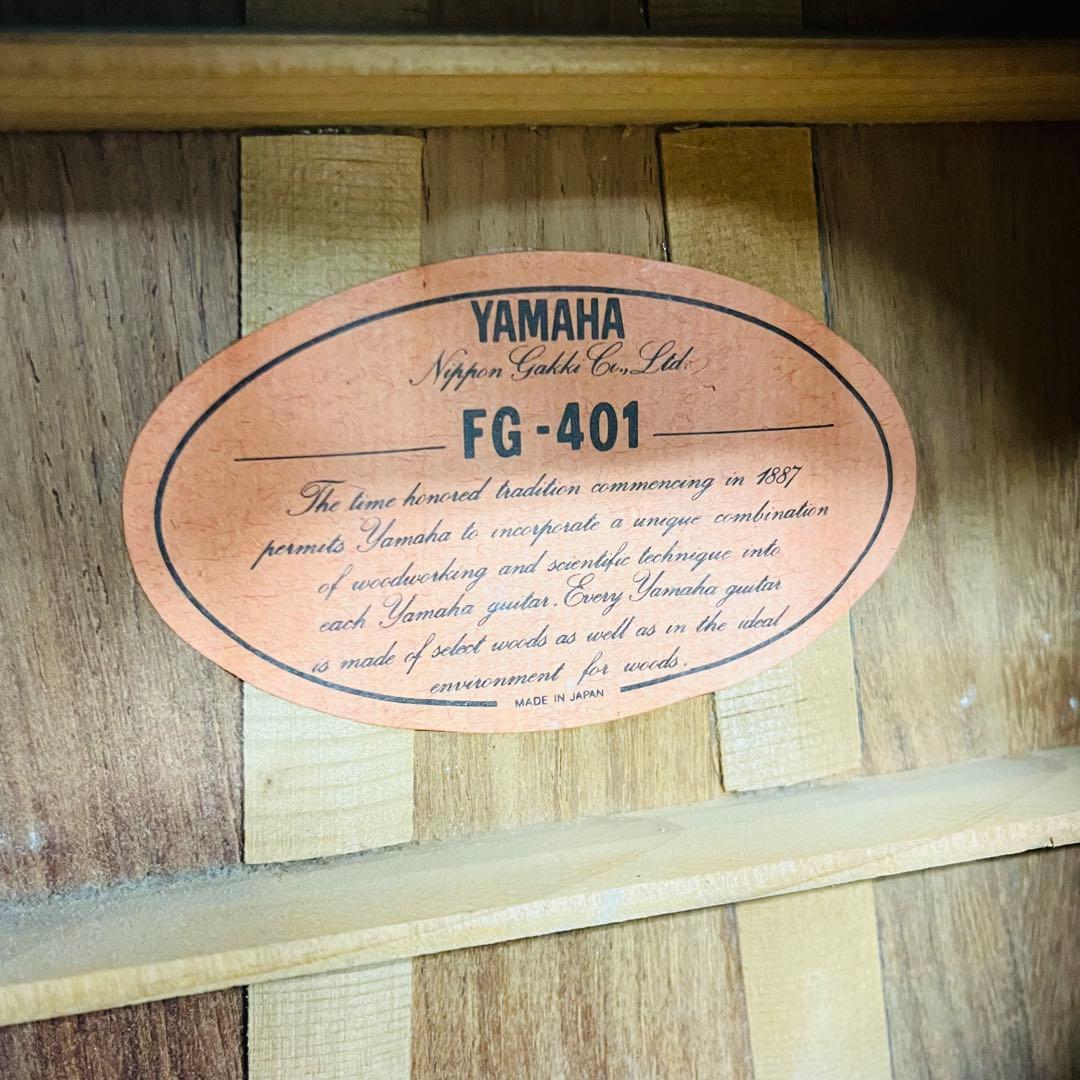 YAMAHA
Nippon Gakki Co., Ltd.
FG-401
The time honored tradition commencing in 1887
permits Yamaha to incorporate a unique combination
of woodworking and scientific technique into
each Yamaha guitar. Every Yamaha guitar
is made of select woods as well as in the ideal
environment for woods.
MADE IN JAPAN